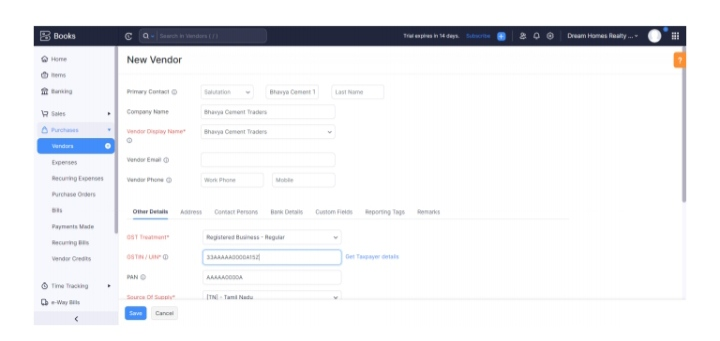 Books
Search in Vendors ( / )
Trial expires in 14 days.
Subscribe
Dream Homes Realty ...
New Vendor
Home
Items
Banking
Sales
Purchases
Vendors
Expenses
Recurring Expenses
Purchase Orders
Bills
Payments Made
Recurring Bills
Vendor Credits
Time Tracking
e-Way Bills
Primary Contact
Salutation
Bhavya Cement T
Last Name
Company Name
Bhavya Cement Traders
Vendor Display Name*
Bhavya Cement Traders
Vendor Email
Vendor Phone
Work Phone
Mobile
Other Details Address Contact Persons Bank Details Custom Fields Reporting Tags Remarks
GST Treatment*
Registered Business - Regular
GSTIN / UIN*
Get Taxpayer details
PAN
AAAAA0000A
Source Of Supply*
[TN] - Tamil Nadu
Save Cancel
?